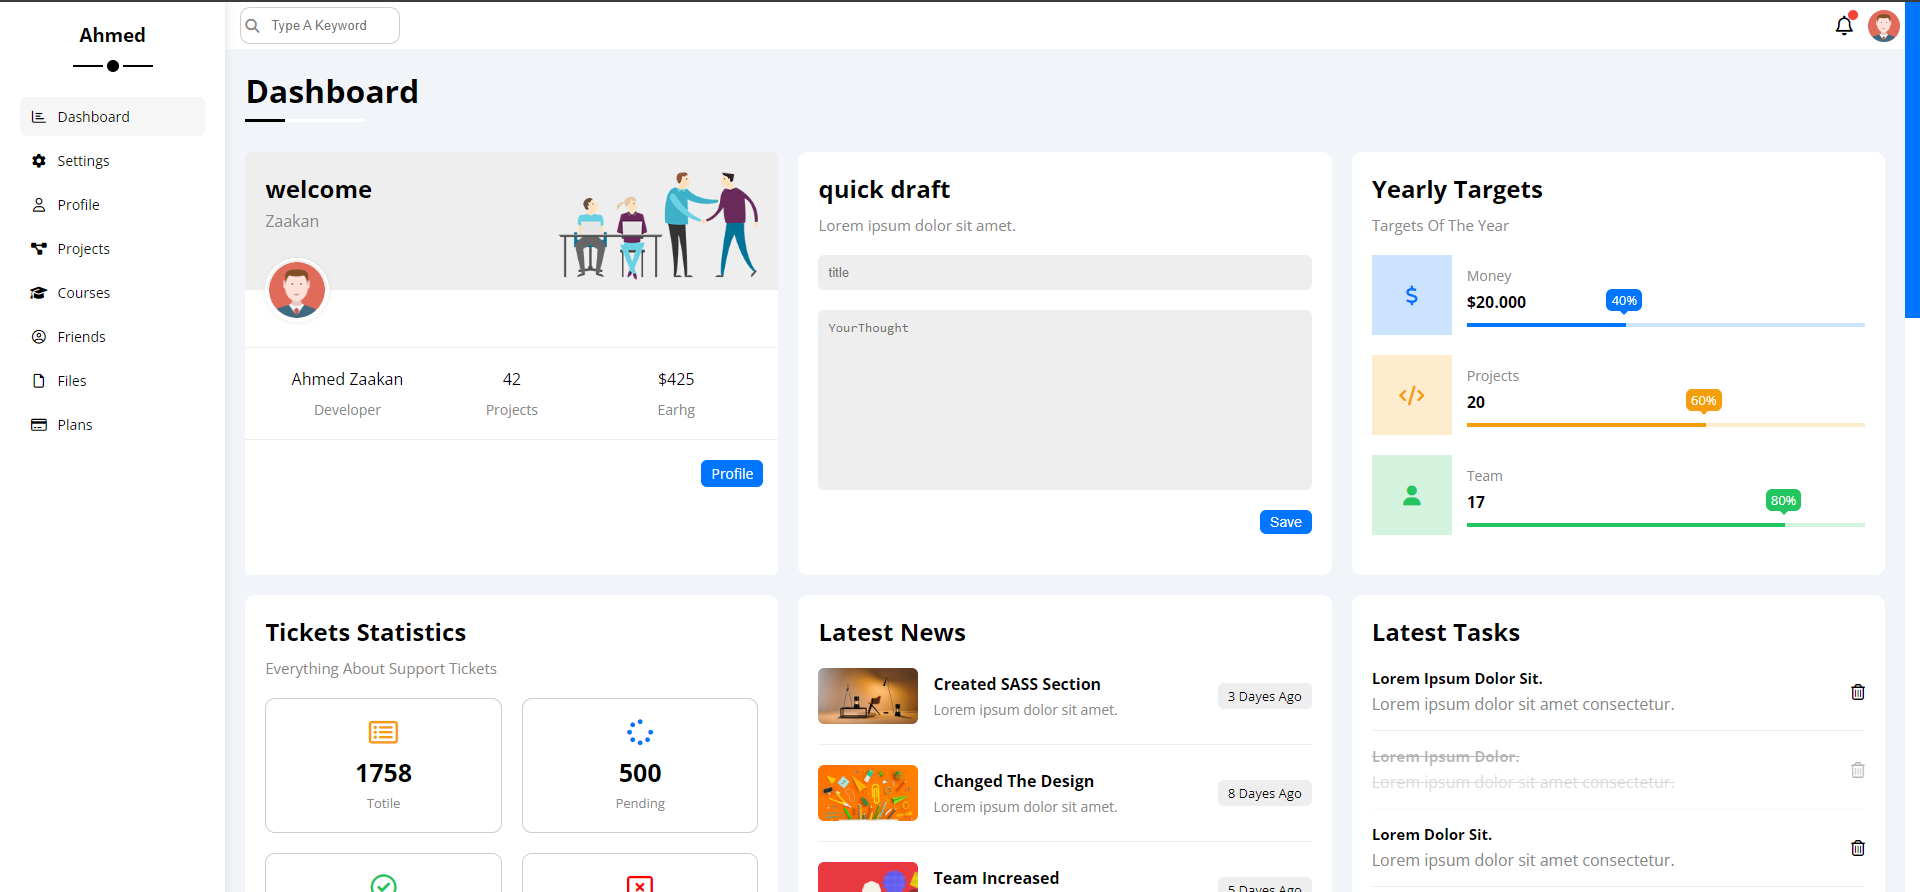 Ahmed
Type A Keyword
Dashboard
Settings
Profile
Projects
Courses
Friends
Files
Plans
Dashboard
welcome
Zaakan
Ahmed Zaakan
Developer
42
Projects
$425
Earhg
Profile
quick draft
Lorem ipsum dolor sit amet.
title
YourThought
Save
Yearly Targets
Targets Of The Year
Money
$20.000
40%
Projects
20
60%
Team
17
80%
Tickets Statistics
Everything About Support Tickets
1758
Totile
500
Pending
Latest News
Created SASS Section
Lorem ipsum dolor sit amet.
3 Dayes Ago
Changed The Design
Lorem ipsum dolor sit amet.
8 Dayes Ago
Team Increased
5 Dayes Ago
Latest Tasks
Lorem Ipsum Dolor Sit.
Lorem ipsum dolor sit amet consectetur.
Lorem Ipsum Dolor.
Lorem ipsum dolor sit amet consectetur.
Lorem Dolor Sit.
Lorem ipsum dolor sit amet consectetur.